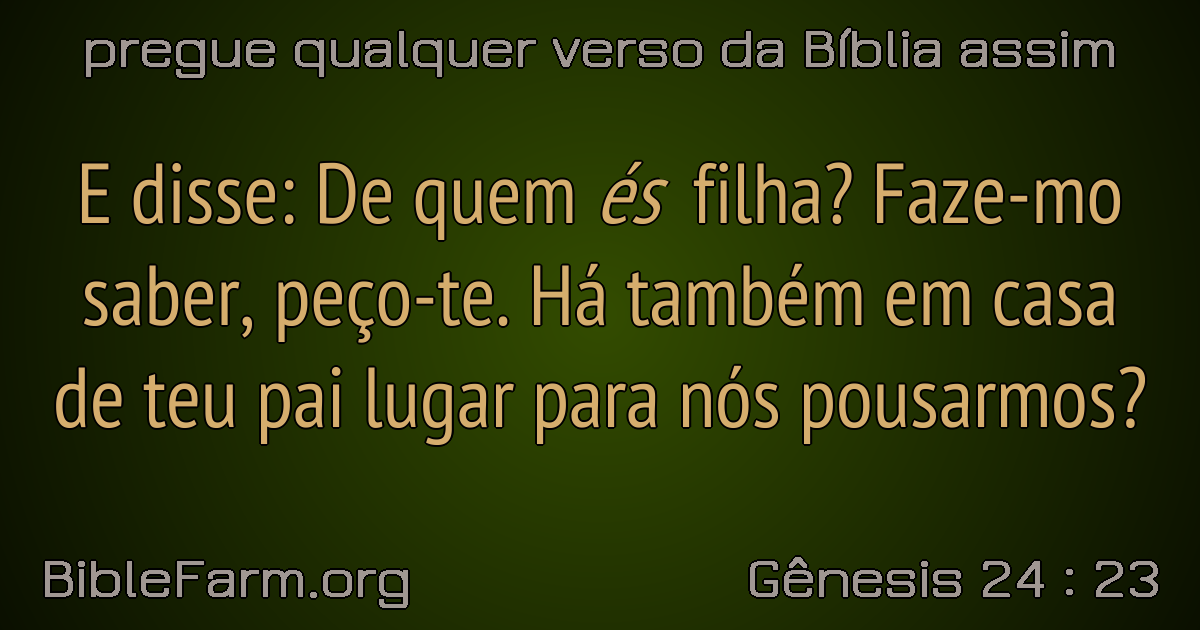 pregue qualquer verso da Bíblia assim
E disse: De quem és filha? Faze-mo
saber, peço-te. Há também em casa
de teu pai lugar para nós pousarmos?
BibleFarm.org
Gênesis 24 : 23